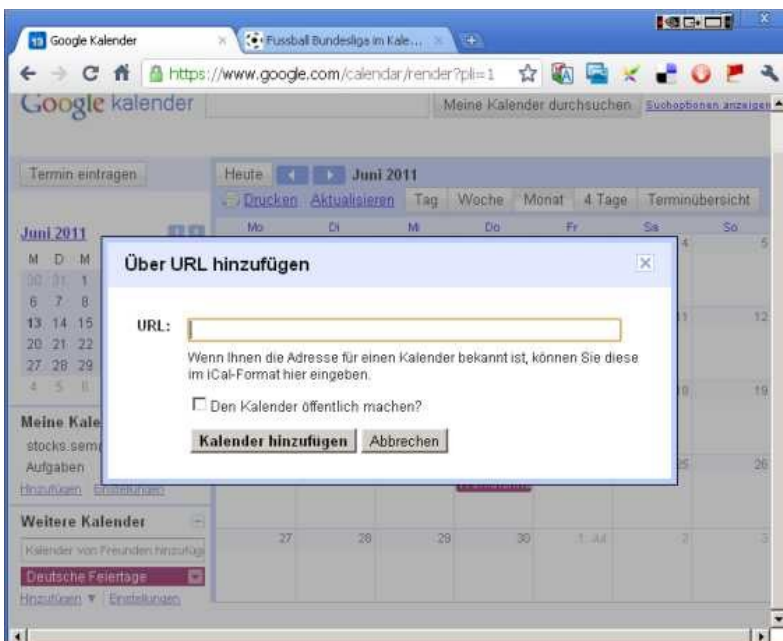 Google Kalender
Fussball Bundesliga im Kale...
https://www.google.com/calendar/render?pli=1
Google kalender
Meine Kalender durchsuchen
Suchoptionen anzeigen
Termin eintragen
Heute
Juni 2011
Drucken Aktualisieren Tag Woche Monat 4 Tage Terminübersicht
Juni 2011
Mo Di Mi Do Fr Sa So
M D M
30 31 1
6 7 8
13 14 15
20 21 22
27 28 29
4 5 6
4 5
11 12
19
25 26
Über URL hinzufügen
URL:
Wenn Ihnen die Adresse für einen Kalender bekannt ist, können Sie diese
im iCal-Format hier eingeben.
Den Kalender öffentlich machen?
Kalender hinzufügen Abbrechen
Meine Kale
Aufgaben
Hinzufügen Einstellungen
Weitere Kalender
Kalender von Freunden hinzufüg
Deutsche Feiertage
Hinzufügen Einstellungen
27 28 29 30 1. Jul 2 3